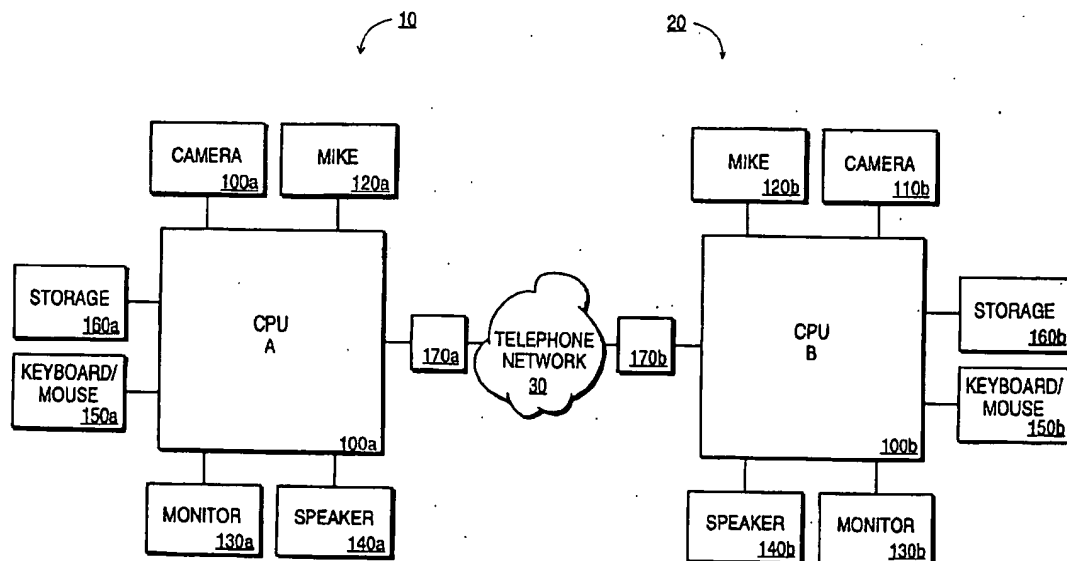 10
20
CAMERA
100a
MIKE
120a
MIKE
120b
CAMERA
110b
STORAGE
160a
KEYBOARD/
MOUSE
150a
CPU
A
100a
170a
TELEPHONE
NETWORK
30
170b
CPU
B
100b
STORAGE
160b
KEYBOARD/
MOUSE
150b
MONITOR
130a
SPEAKER
140a
SPEAKER
140b
MONITOR
130b